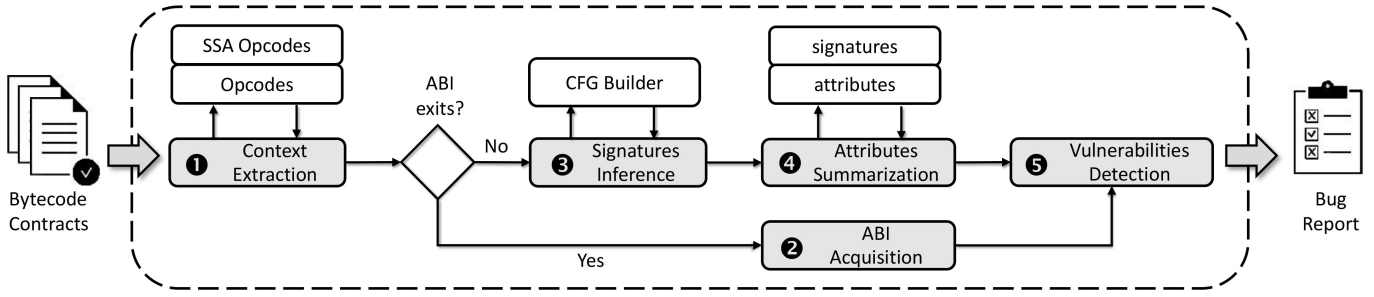 Bytecode
Contracts
SSA Opcodes
Opcodes
❶ Context
Extraction
ABI
exits?
No
Yes
CFG Builder
❸ Signatures
Inference
signatures
attributes
❹ Attributes
Summarization
❷ ABI
Acquisition
❺ Vulnerabilities
Detection
Bug
Report